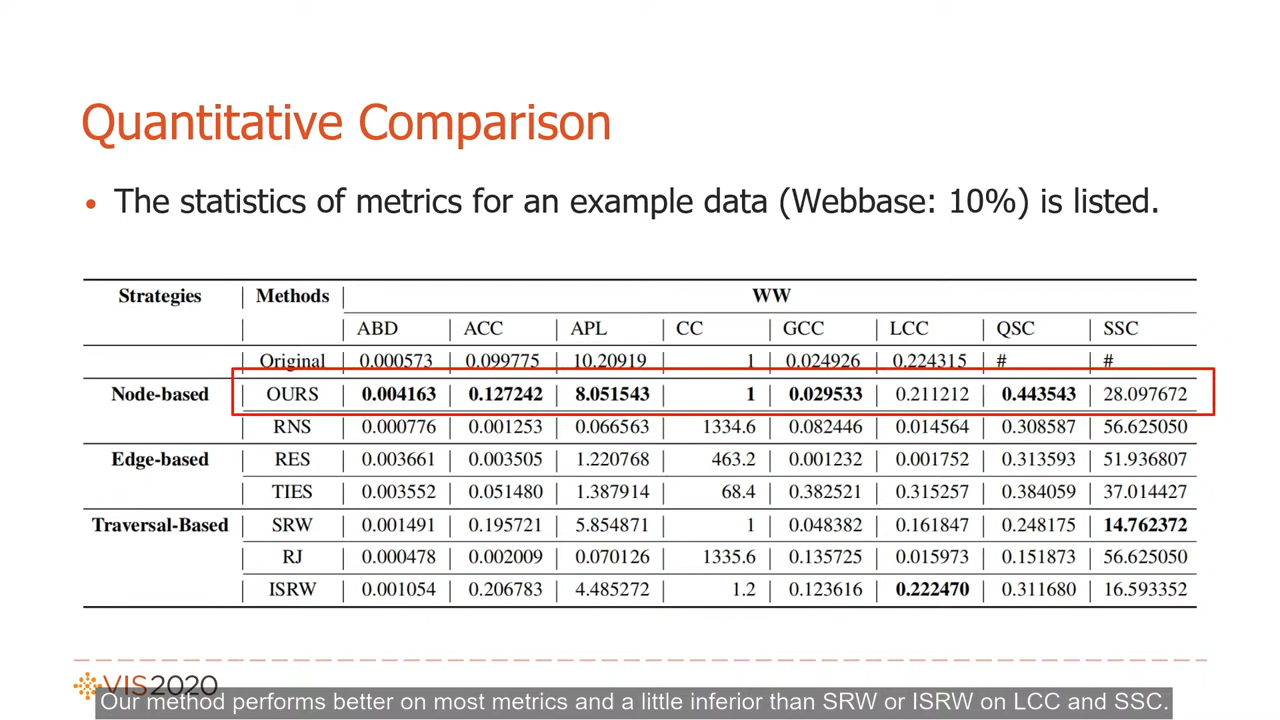 Quantitative Comparison
• The statistics of metrics for an example data (Webbase: 10%) is listed.
Strategies Methods WW
ABD ACC APL CC GCC LCC QSC SSC
Original 0.000573 0.099775 10.20919 1 0.024926 0.224315 # #
Node-based OURS 0.004163 0.127242 8.051543 1 0.029533 0.211212 0.443543 28.097672
RNS 0.000776 0.001253 0.066563 1334.6 0.082446 0.014564 0.308587 56.625050
Edge-based RES 0.003661 0.003505 1.220768 463.2 0.001232 0.001752 0.313593 51.936807
TIES 0.003552 0.051480 1.387914 68.4 0.382521 0.315257 0.384059 37.014427
Traversal-Based SRW 0.001491 0.195721 5.854871 1 0.048382 0.161847 0.248175 14.762372
RJ 0.000478 0.002009 0.070126 1335.6 0.135725 0.015973 0.151873 56.625050
ISRW 0.001054 0.206783 4.485272 1.2 0.123616 0.222470 0.311680 16.593352
VIS2020
Our method performs better on most metrics and a little inferior than SRW or ISRW on LCC and SSC.